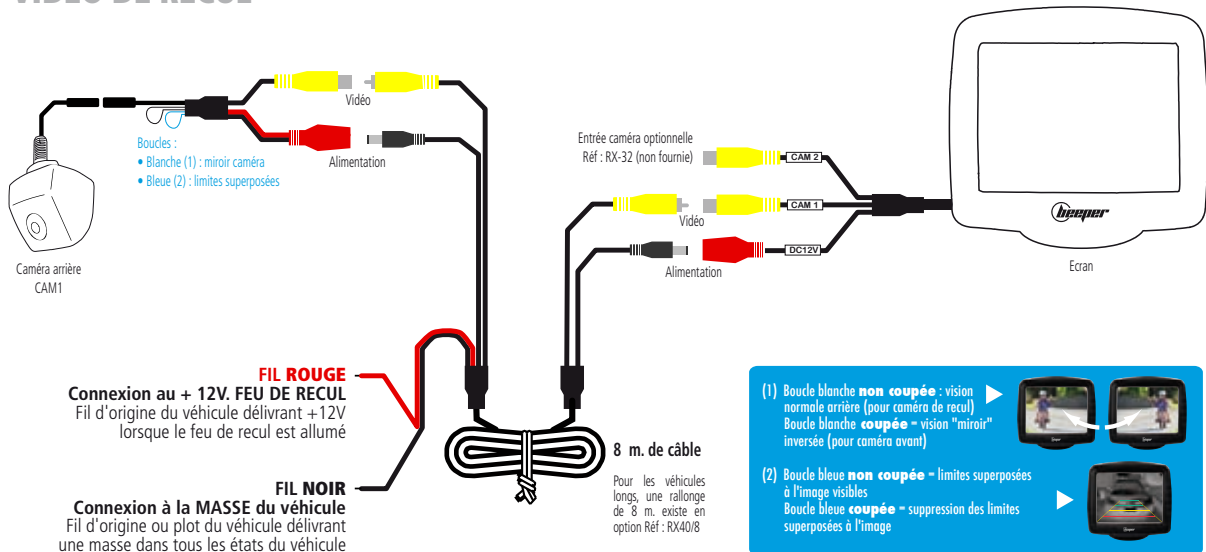 VIDÉO DE RECUL
Vidéo
Boucles :
• Blanche (1) : miroir caméra
• Bleue (2) : limites superposées
Alimentation
Caméra arrière
CAM1
Entrée caméra optionnelle
Réf : RX-32 (non fournie)
CAM 2
CAM 1
Vidéo
DC12V
Alimentation
beeper
Ecran
FIL ROUGE
Connexion au + 12V. FEU DE RECUL
Fil d'origine du véhicule délivrant +12V
lorsque le feu de recul est allumé
FIL NOIR
Connexion à la MASSE du véhicule
Fil d'origine ou plot du véhicule délivrant
une masse dans tous les états du véhicule
8 m. de câble
Pour les véhicules
longs, une rallonge
de 8 m. existe en
option Réf : RX40/8
(1) Boucle blanche non coupée : vision
normale arrière (pour caméra de recul)
Boucle blanche coupée = vision "miroir"
inversée (pour caméra avant)
(2) Boucle bleue non coupée = limites superposées
à l'image visibles
Boucle bleue coupée = suppression des limites
superposées à l'image